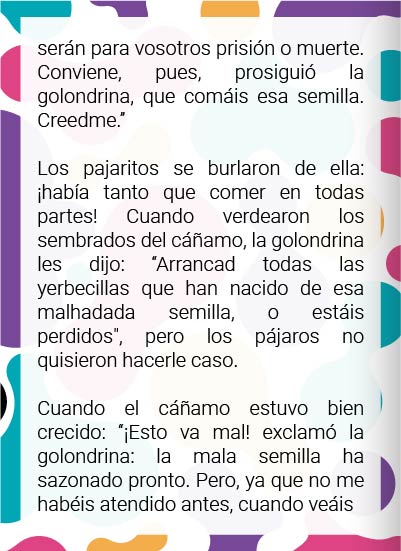 serán para vosotros prisión o muerte.
Conviene, pues, prosiguió la
golondrina, que comáis esa semilla.
Creedme.”
Los pajaritos se burlaron de ella:
¡había tanto que comer en todas
partes! Cuando verdearon los
sembrados del cáñamo, la golondrina
les dijo: “Arrancad todas las
yerbecillas que han nacido de esa
malhadada semilla, o estáis
perdidos", pero los pájaros no
quisieron hacerle caso.
Cuando el cáñamo estuvo bien
crecido: “¡Esto va mal! exclamó la
golondrina: la mala semilla ha
sazonado pronto. Pero, ya que no me
habéis atendido antes, cuando veáis